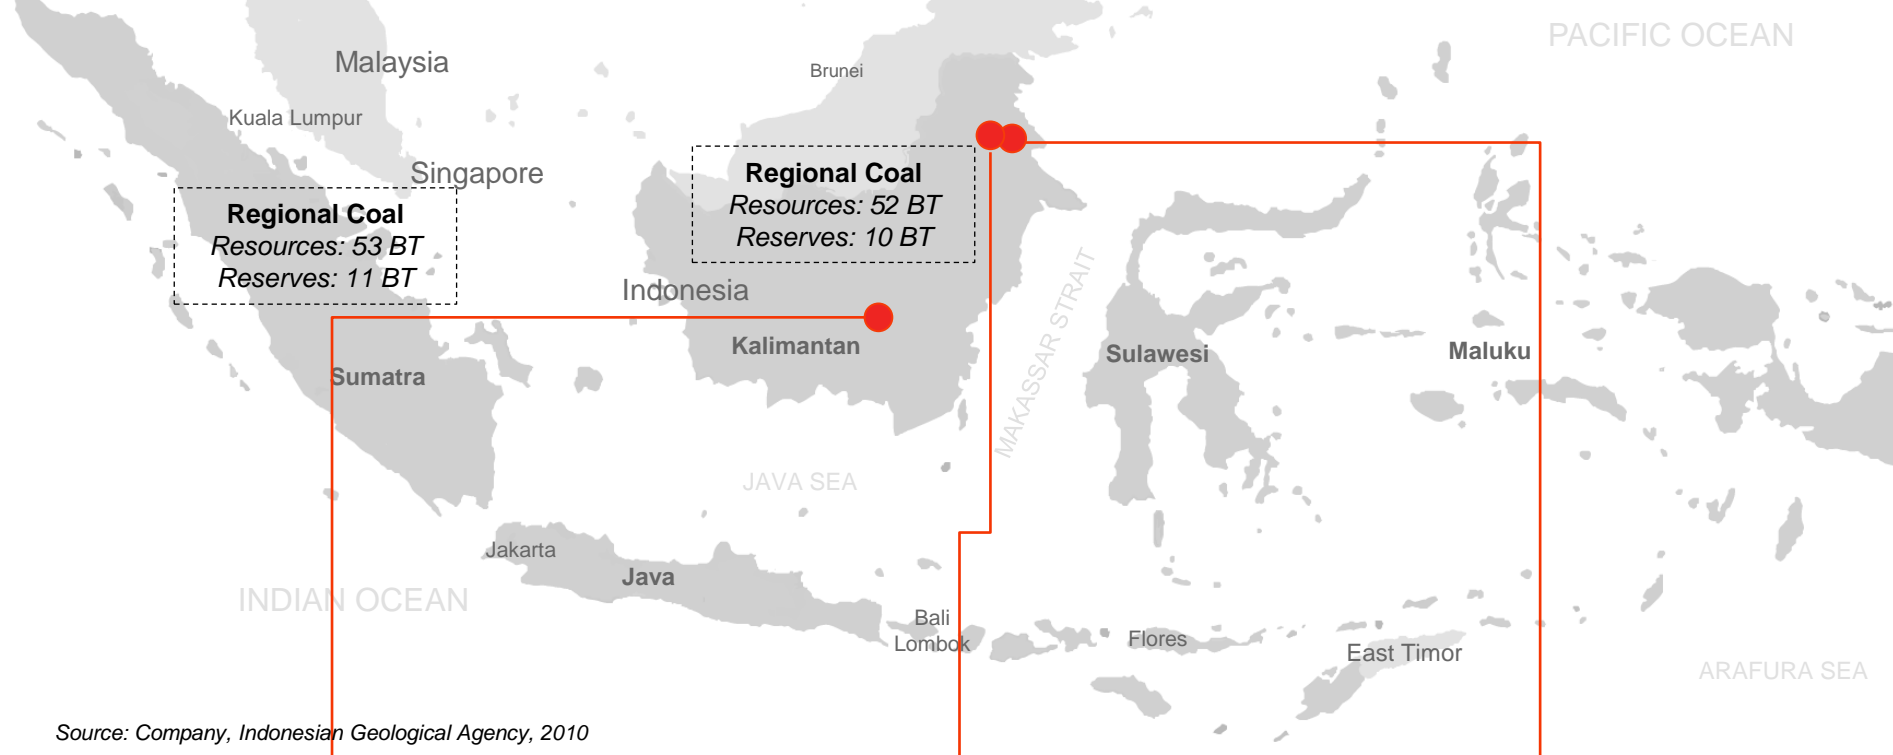 PACIFIC OCEAN
Malaysia
Brunei
Kuala Lumpur
Singapore
Regional Coal
Resources: 52 BT
Reserves: 10 BT
Regional Coal
Resources: 53 BT
Reserves: 11 BT
Indonesia
MAKASSAR STRAIT
Kalimantan
Sulawesi
Maluku
Sumatra
JAVA SEA
Jakarta
Java
INDIAN OCEAN
Bali
Lombok
Flores
East Timor
ARAFURA SEA
Source: Company, Indonesian Geological Agency, 2010